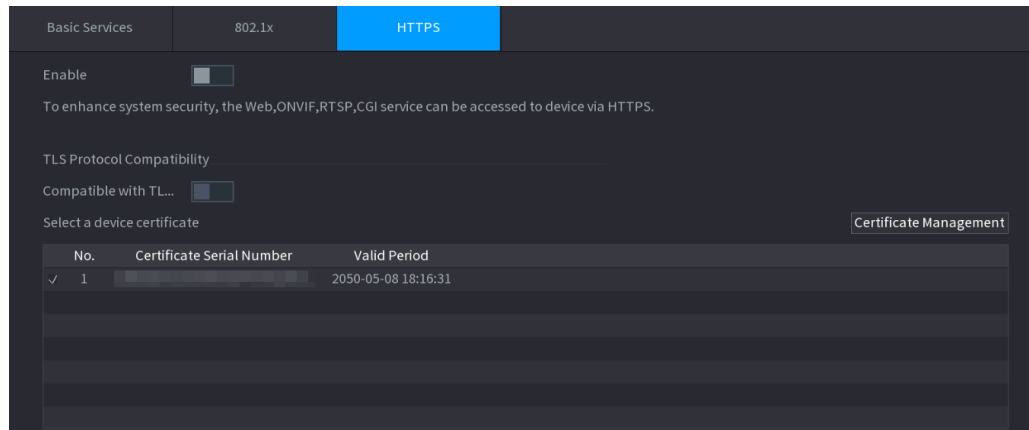 Basic Services 802.1x HTTPS
Enable
To enhance system security, the Web,ONVIF,RTSP,CGI service can be accessed to device via HTTPS.
TLS Protocol Compatibility
Compatible with TL...
Select a device certificate Certificate Management
No. Certificate Serial Number Valid Period
1 2050-05-08 18:16:31